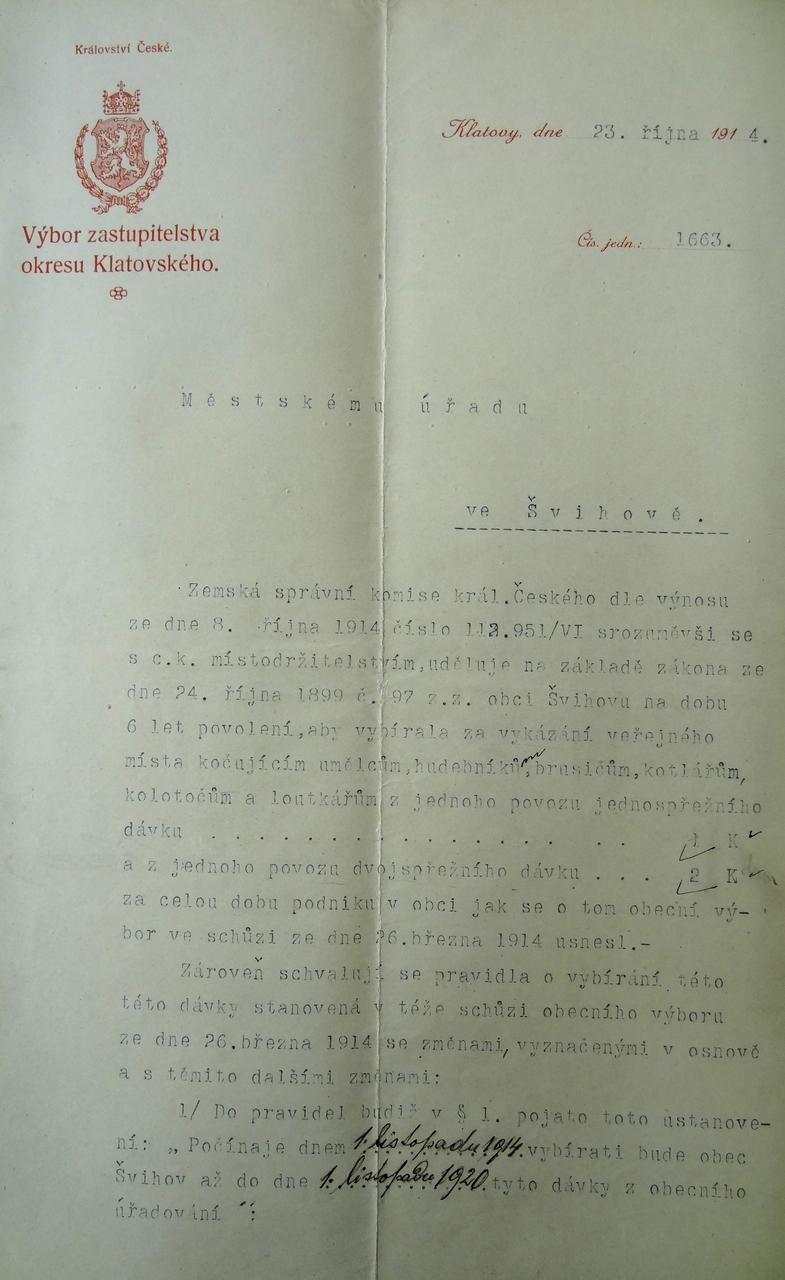 Království České.
Klatovy, dne 23. října 1914.
Výbor zastupitelstva
okresu Klatovského.
Čís. jedn.: 1663.
Městskému úřadu
ve Švihově.
Zemská správní komise král.Českého dle výnosu
ze dne 8. října 1914 číslo 113.951/VI srozuměvši se
s c.k. místodržitelstvím,uděluje na základě zákona ze
dne 24. října 1899 č. 97 z.z. obci Švihovu na dobu
6 let povolení,aby vybírala za vykázání veřejného
místa kočujícím umělcům,hudebníkům,brusičům,kotlářům,
kolotočům a loutkářům z jednoho povozu jednospřežního
dávku . . . . . . . . . . . . . . . . . 1 K
a z jednoho povozu dvojspřežního dávku . . . 2 K
za celou dobu podniku v obci jak se o tom obecní vý-
bor ve schůzi ze dne 26.března 1914 usnesl.-
Zároveň schvalují se pravidla o vybírání této
této dávky stanovená v téže schůzi obecního výboru
ze dne 26.března 1914 se změnami, vyznačenými v osnově
a s těmito dalšími změnami:
1/ Do pravidel budiž v § 1. pojato toto ustanove-
ní: „ Počínaje dnem 1. listopadu 1914. vybírati bude obec
Švihov až do dne 1. listopadu 1920. tyto dávky z obecního
úřadování ":